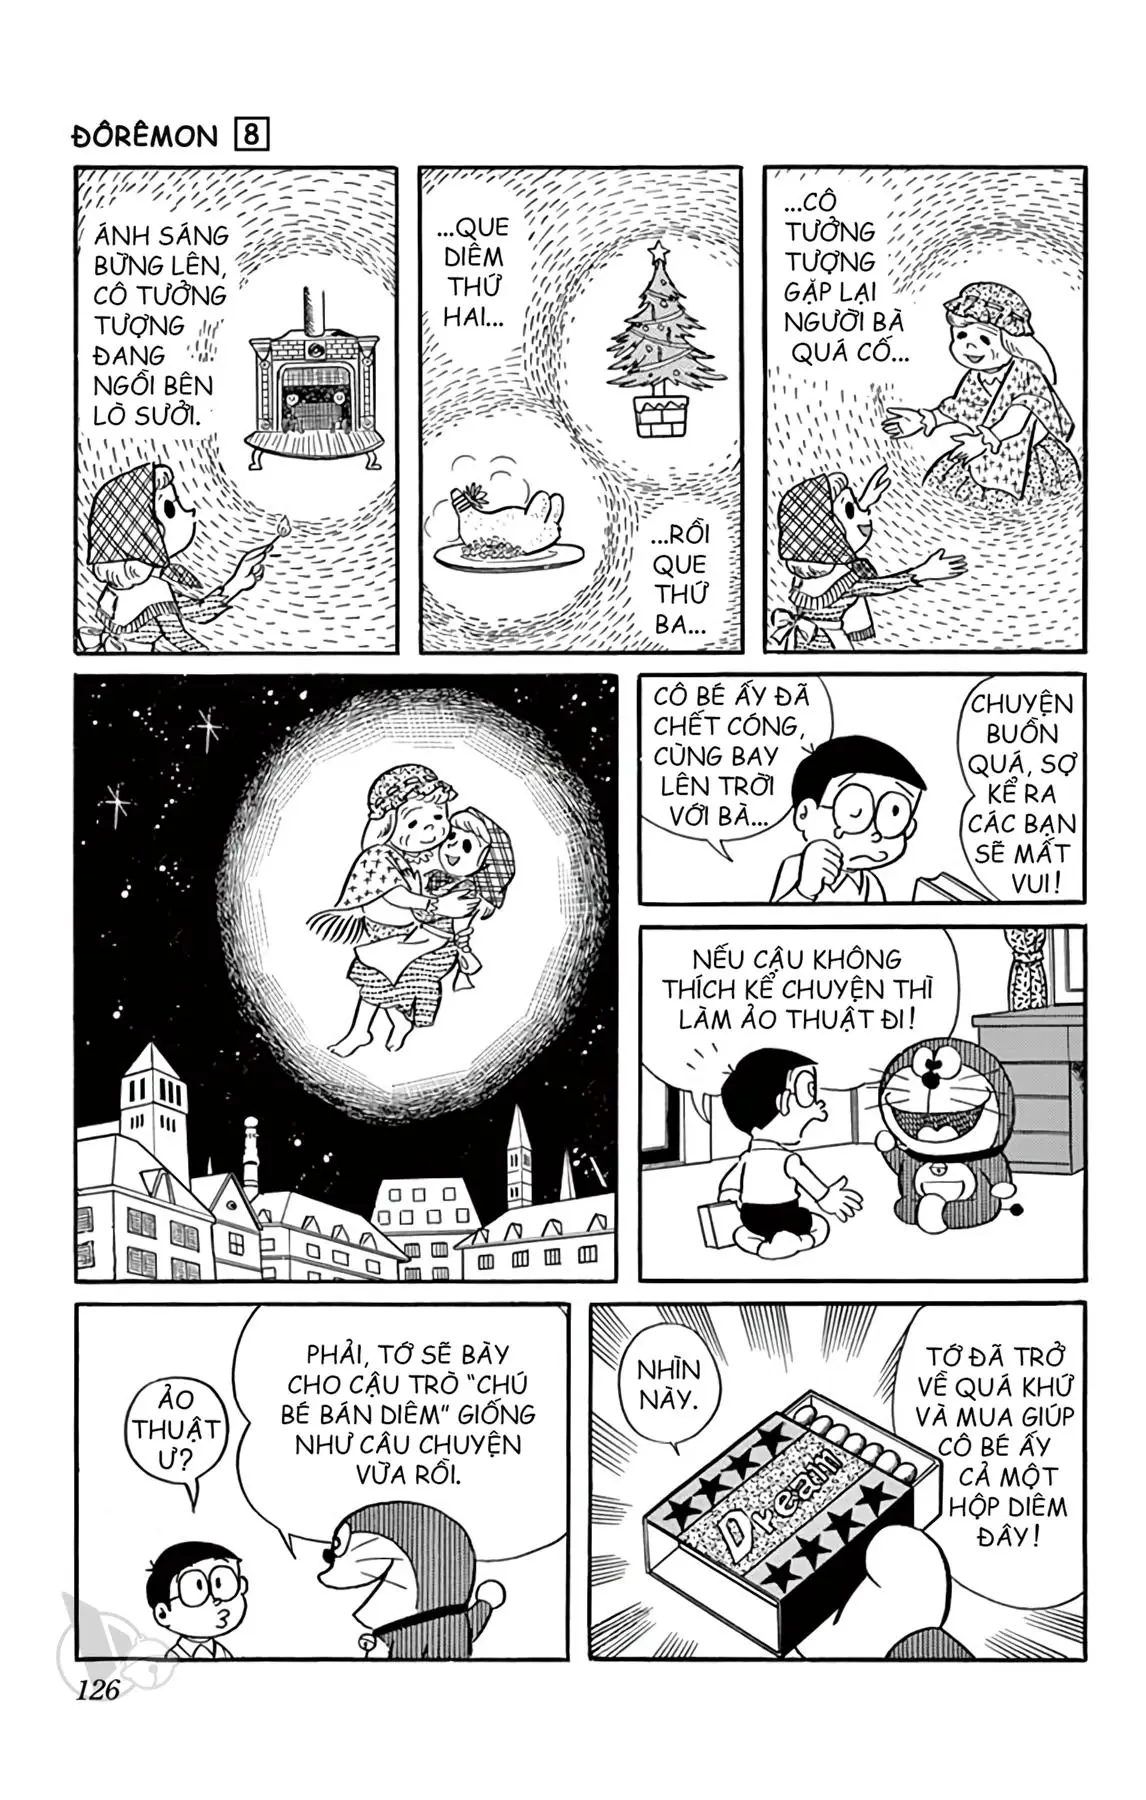 ĐÔRÊMON 8
ÁNH SÁNG
BỪNG LÊN,
CÔ TƯỞNG
TƯỢNG
ĐANG
NGỒI BÊN
LÒ SƯỞI.
...QUE
DIÊM
THỨ
HAI...
...RỒI
QUE
THỨ
BA...
...CÔ
TƯỞNG
TƯỢNG
GẶP LẠI
NGƯỜI BÀ
QUÁ CỐ...
CÔ BÉ ẤY ĐÃ
CHẾT CÓNG,
CÙNG BAY
LÊN TRỜI
VỚI BÀ...
CHUYỆN
BUỒN
QUÁ, SỢ
KỂ RA
CÁC BẠN
SẼ MẤT
VUI!
NẾU CẬU KHÔNG
THÍCH KỂ CHUYỆN THÌ
LÀM ẢO THUẬT ĐI!
ẢO
THUẬT
Ư?
PHẢI, TỚ SẼ BÀY
CHO CẬU TRÒ "CHÚ
BÉ BÁN DIÊM" GIỐNG
NHƯ CÂU CHUYỆN
VỪA RỒI.
NHÌN
NÀY.
TỚ ĐÃ TRỞ
VỀ QUÁ KHỨ
VÀ MUA GIÚP
CÔ BÉ ẤY
CẢ MỘT
HỘP DIÊM
ĐÂY!
Dream
126